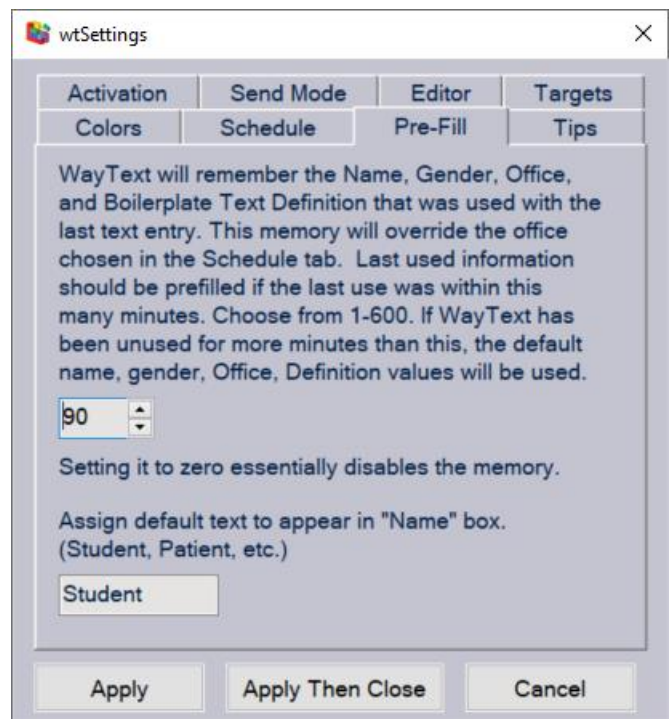 wtSettings
Activation Send Mode Editor Targets
Colors Schedule Pre-Fill Tips
WayText will remember the Name, Gender, Office,
and Boilerplate Text Definition that was used with the
last text entry. This memory will override the office
chosen in the Schedule tab.  Last used information
should be prefilled if the last use was within this
many minutes. Choose from 1-600. If WayText has
been unused for more minutes than this, the default
name, gender, Office, Definition values will be used.
90
Setting it to zero essentially disables the memory.
Assign default text to appear in "Name" box.
(Student, Patient, etc.)
Student
Apply Apply Then Close Cancel